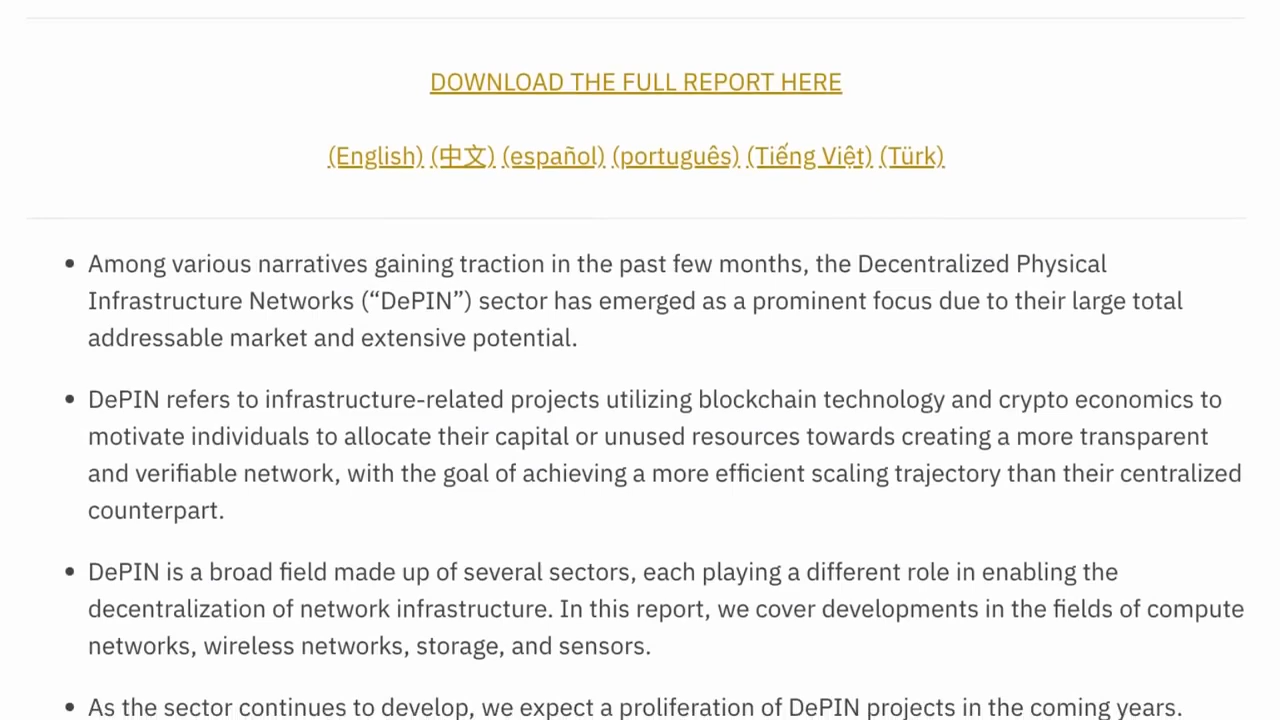 DOWNLOAD THE FULL REPORT HERE
(English) (中文) (español) (português) (Tiếng Việt) (Türk)
• Among various narratives gaining traction in the past few months, the Decentralized Physical
Infrastructure Networks (“DePIN”) sector has emerged as a prominent focus due to their large total
addressable market and extensive potential.
• DePIN refers to infrastructure-related projects utilizing blockchain technology and crypto economics to
motivate individuals to allocate their capital or unused resources towards creating a more transparent
and verifiable network, with the goal of achieving a more efficient scaling trajectory than their centralized
counterpart.
• DePIN is a broad field made up of several sectors, each playing a different role in enabling the
decentralization of network infrastructure. In this report, we cover developments in the fields of compute
networks, wireless networks, storage, and sensors.
• As the sector continues to develop, we expect a proliferation of DePIN projects in the coming years.